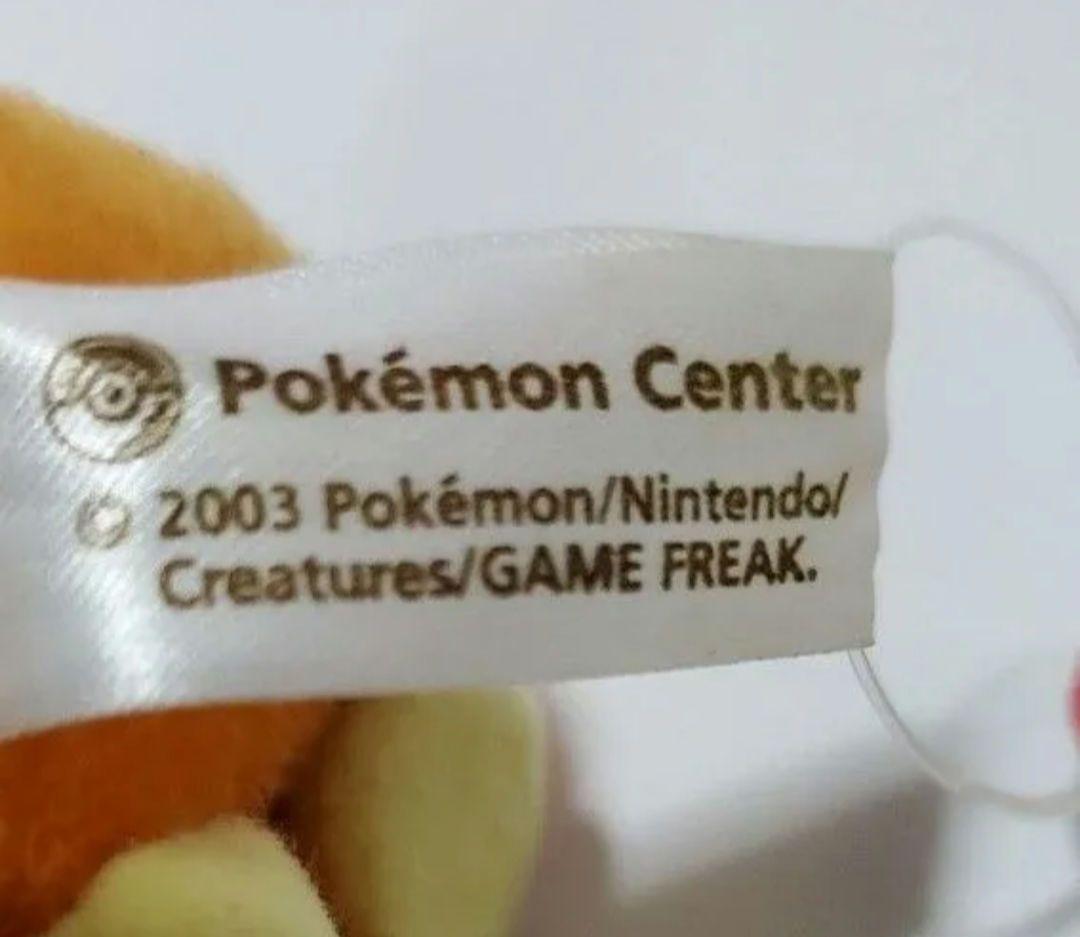 Pokémon Center
© 2003 Pokémon/Nintendo/
Creatures/GAME FREAK.